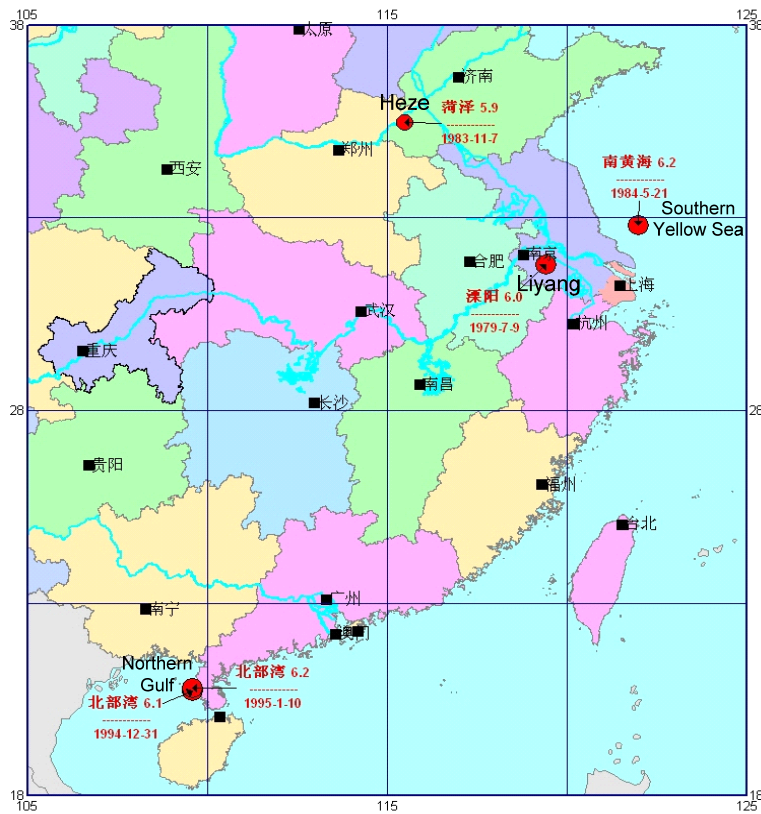 105
115
125
38
38
太原
济南
Heze
菏泽 5.9
------------
1983-11-7
郑州
西安
南黄海 6.2
------------
1984-5-21
Southern
Yellow Sea
合肥
南京
Liyang
溧阳 6.0
------------
1979-7-9
上海
杭州
武汉
重庆
28
28
南昌
长沙
贵阳
福州
台北
广州
南宁
澳门
Northern
Gulf
北部湾 6.2
------------
1995-1-10
北部湾 6.1
------------
1994-12-31
18
18
105
115
125